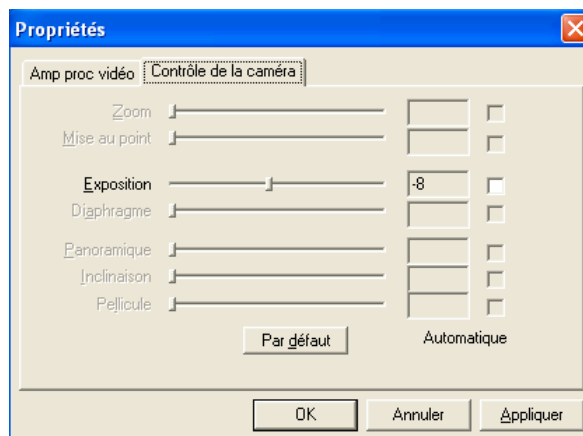 Propriétés
Amp proc vidéo Contrôle de la caméra
Zoom
Mise au point
Exposition -8
Diaphragme
Panoramique
Inclinaison
Pellicule
Par défaut Automatique
OK Annuler Appliquer